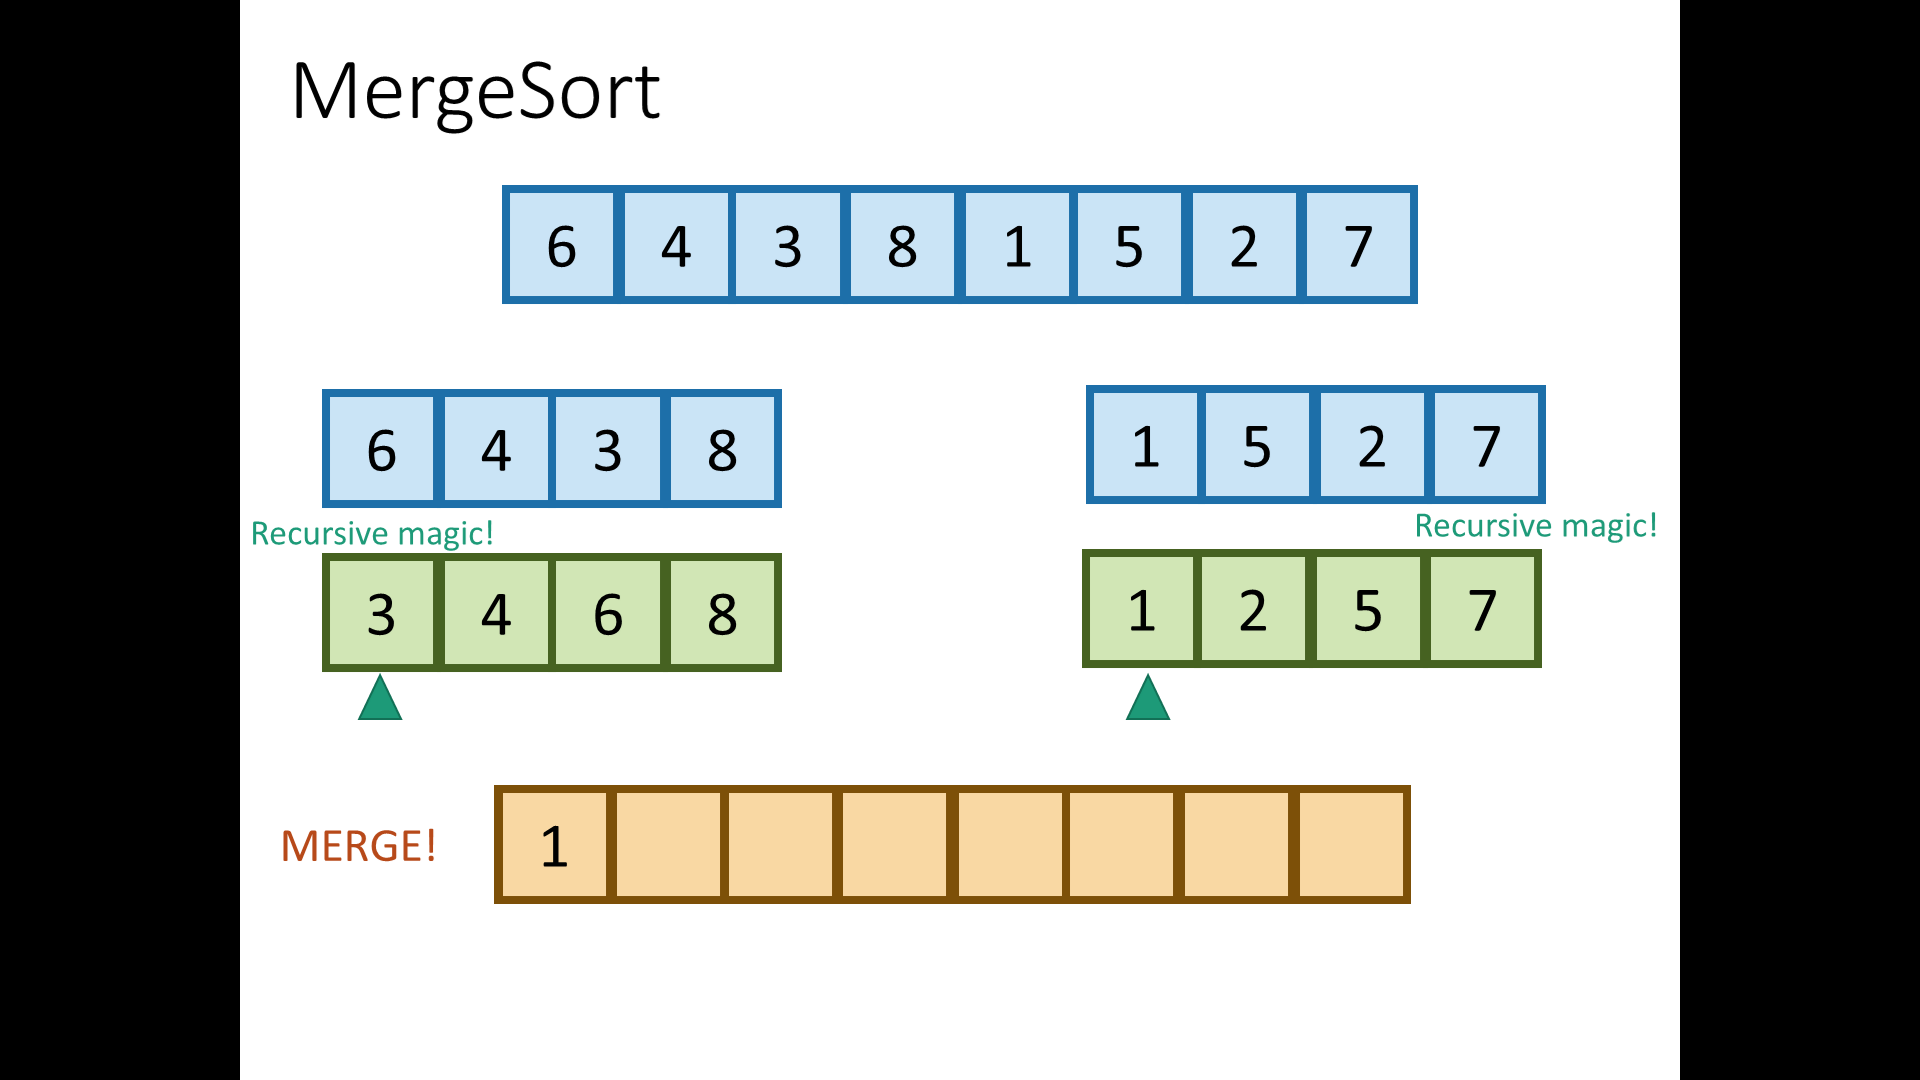 MergeSort
6 4 3 8 1 5 2 7
6 4 3 8
1 5 2 7
Recursive magic!
Recursive magic!
3 4 6 8
1 2 5 7
MERGE!
1